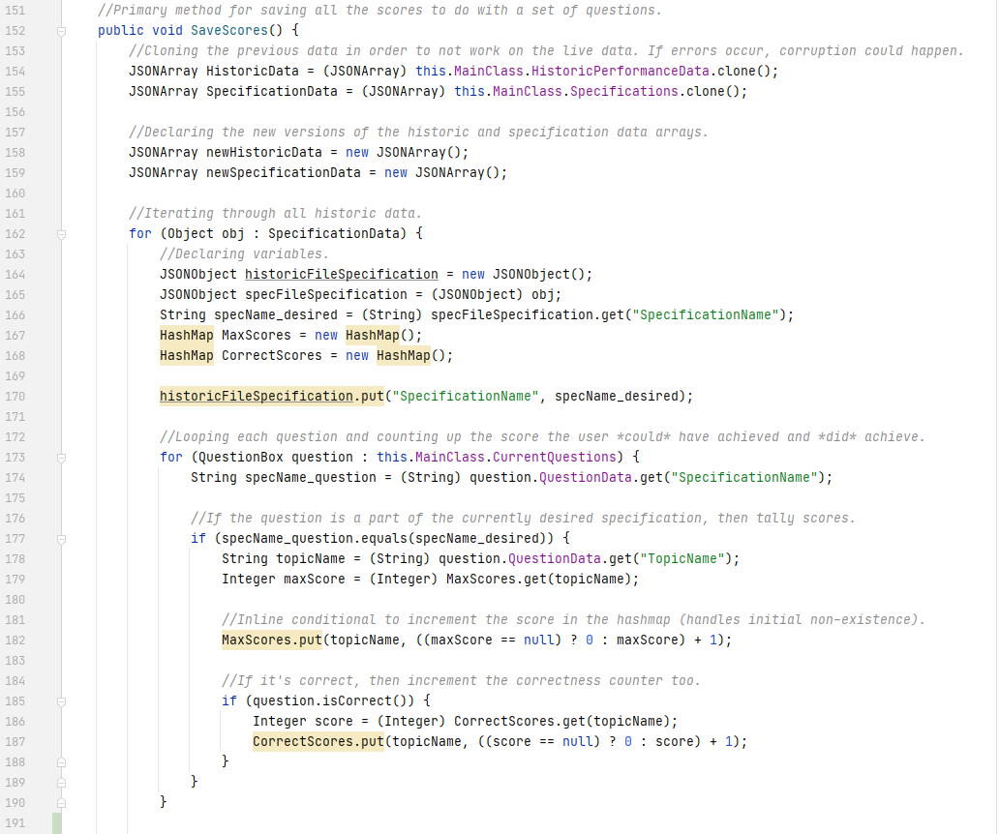 151 //Primary method for saving all the scores to do with a set of questions.
152 public void SaveScores() {
153 //Cloning the previous data in order to not work on the live data. If errors occur, corruption could happen.
154 JSONArray HistoricData = (JSONArray) this.MainClass.HistoricPerformanceData.clone();
155 JSONArray SpecificationData = (JSONArray) this.MainClass.Specifications.clone();
156
157 //Declaring the new versions of the historic and specification data arrays.
158 JSONArray newHistoricData = new JSONArray();
159 JSONArray newSpecificationData = new JSONArray();
160
161 //Iterating through all historic data.
162 for (Object obj : SpecificationData) {
163 //Declaring variables.
164 JSONObject historicFileSpecification = new JSONObject();
165 JSONObject specFileSpecification = (JSONObject) obj;
166 String specName_desired = (String) specFileSpecification.get("SpecificationName");
167 HashMap MaxScores = new HashMap();
168 HashMap CorrectScores = new HashMap();
169
170 historicFileSpecification.put("SpecificationName", specName_desired);
171
172 //Looping each question and counting up the score the user *could* have achieved and *did* achieve.
173 for (QuestionBox question : this.MainClass.CurrentQuestions) {
174 String specName_question = (String) question.QuestionData.get("SpecificationName");
175
176 //If the question is a part of the currently desired specification, then tally scores.
177 if (specName_question.equals(specName_desired)) {
178 String topicName = (String) question.QuestionData.get("TopicName");
179 Integer maxScore = (Integer) MaxScores.get(topicName);
180
181 //Inline conditional to increment the score in the hashmap (handles initial non-existence).
182 MaxScores.put(topicName, ((maxScore == null) ? 0 : maxScore) + 1);
183
184 //If it's correct, then increment the correctness counter too.
185 if (question.isCorrect()) {
186 Integer score = (Integer) CorrectScores.get(topicName);
187 CorrectScores.put(topicName, ((score == null) ? 0 : score) + 1);
188 }
189 }
190 }
191